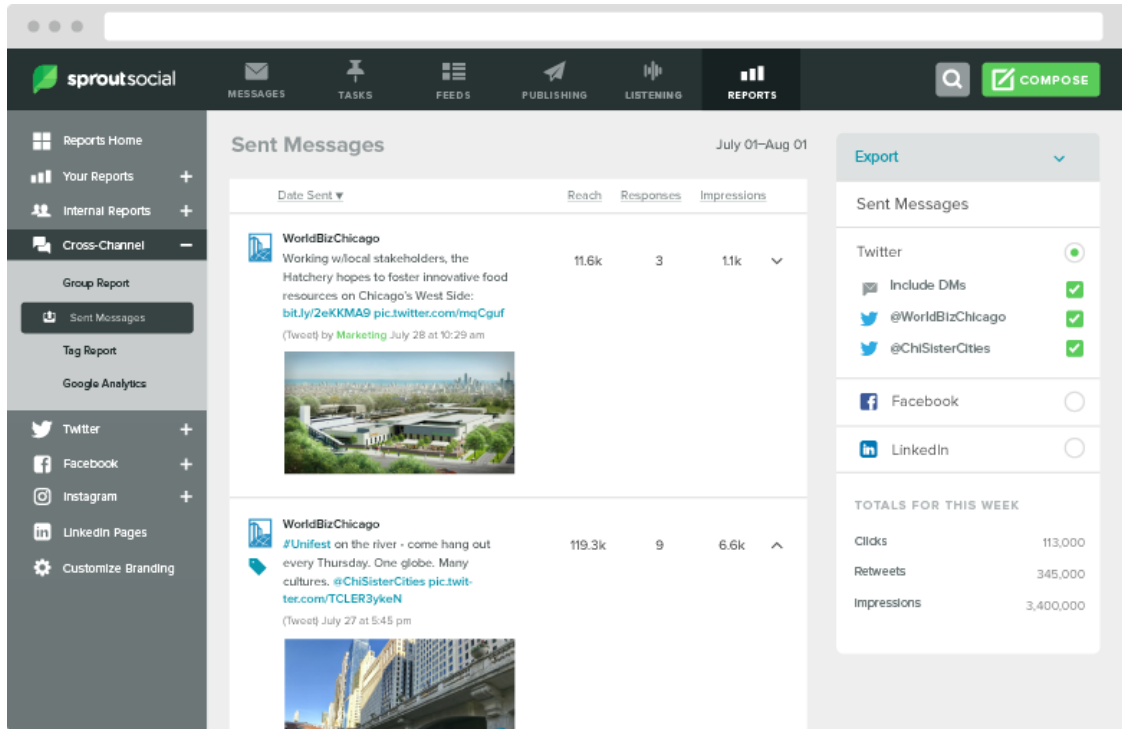 sproutsocial
MESSAGES
TASKS
FEEDS
PUBLISHING
LISTENING
REPORTS
COMPOSE
Reports Home
Your Reports +
Internal Reports +
Cross-Channel −
Group Report
Sent Messages
Tag Report
Google Analytics
Twitter +
Facebook +
Instagram +
LinkedIn Pages
Customize Branding
Sent Messages
July 01–Aug 01
Date Sent ▼ Reach Responses Impressions
WorldBizChicago
Working w/local stakeholders, the
Hatchery hopes to foster innovative food
resources on Chicago's West Side:
bit.ly/2eKKMA9 pic.twitter.com/mqCguf
(Tweet) by Marketing July 28 at 10:29 am
11.6k 3 1.1k
WorldBizChicago
#Unifest on the river - come hang out
every Thursday. One globe. Many
cultures. @ChiSisterCities pic.twit-
ter.com/TCLER3ykeN
(Tweet) July 27 at 5:45 pm
119.3k 9 6.6k
Export
Sent Messages
Twitter
Include DMs
@WorldBizChicago
@ChiSisterCities
Facebook
LinkedIn
TOTALS FOR THIS WEEK
Clicks 113,000
Retweets 345,000
Impressions 3,400,000